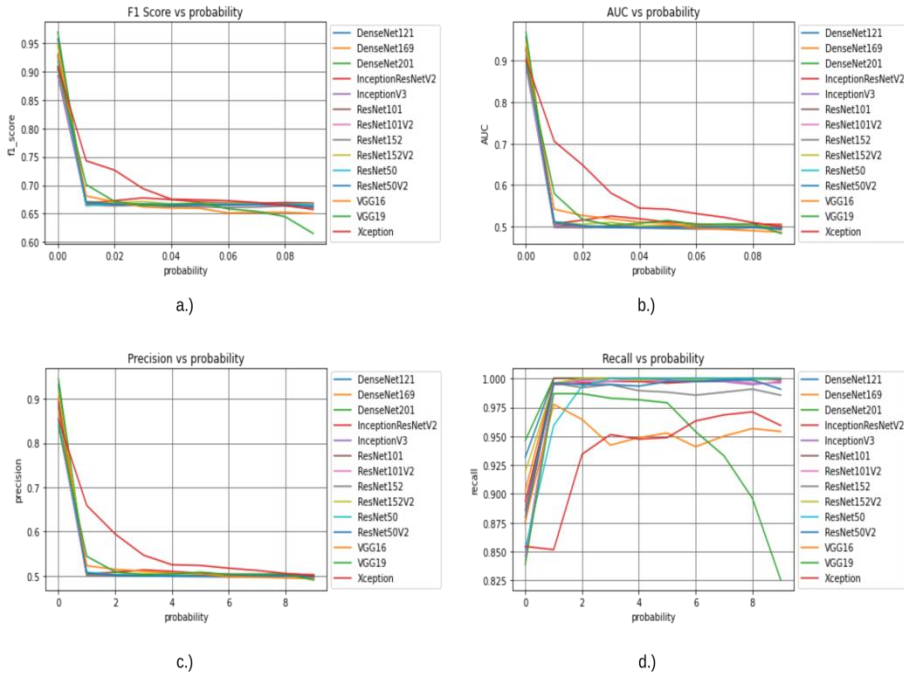 F1 Score vs probability
f1_score
0.95
0.90
0.85
0.80
0.75
0.70
0.65
0.60
0.00
0.02
0.04
0.06
0.08
probability
DenseNet121
DenseNet169
DenseNet201
InceptionResNetV2
InceptionV3
ResNet101
ResNet101V2
ResNet152
ResNet152V2
ResNet50
ResNet50V2
VGG16
VGG19
Xception
a.)
AUC vs probability
AUC
0.9
0.8
0.7
0.6
0.5
0.00
0.02
0.04
0.06
0.08
probability
DenseNet121
DenseNet169
DenseNet201
InceptionResNetV2
InceptionV3
ResNet101
ResNet101V2
ResNet152
ResNet152V2
ResNet50
ResNet50V2
VGG16
VGG19
Xception
b.)
Precision vs probability
precision
0.9
0.8
0.7
0.6
0.5
0
2
4
6
8
probability
DenseNet121
DenseNet169
DenseNet201
InceptionResNetV2
InceptionV3
ResNet101
ResNet101V2
ResNet152
ResNet152V2
ResNet50
ResNet50V2
VGG16
VGG19
Xception
c.)
Recall vs probability
recall
1.000
0.975
0.950
0.925
0.900
0.875
0.850
0.825
0
2
4
6
8
probability
DenseNet121
DenseNet169
DenseNet201
InceptionResNetV2
InceptionV3
ResNet101
ResNet101V2
ResNet152
ResNet152V2
ResNet50
ResNet50V2
VGG16
VGG19
Xception
d.)